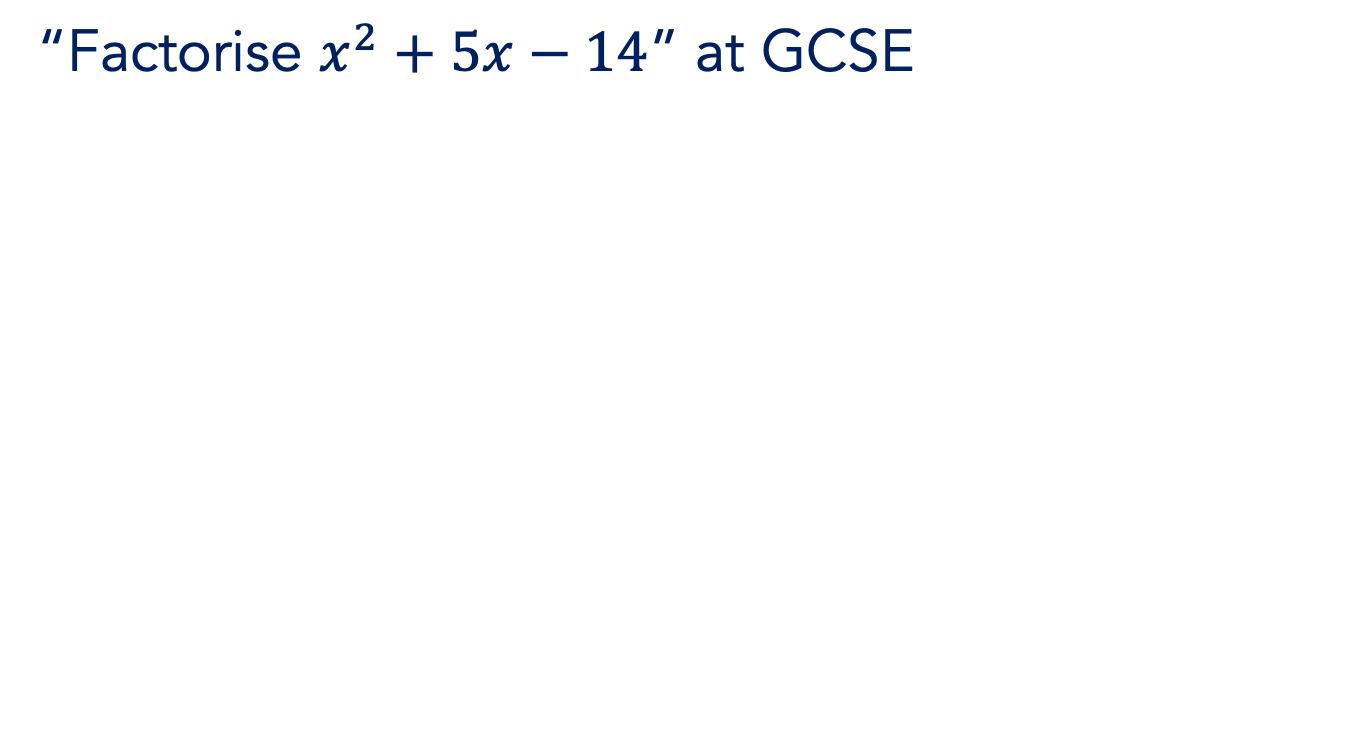 “Factorise 𝑥² + 5𝑥 − 14” at GCSE